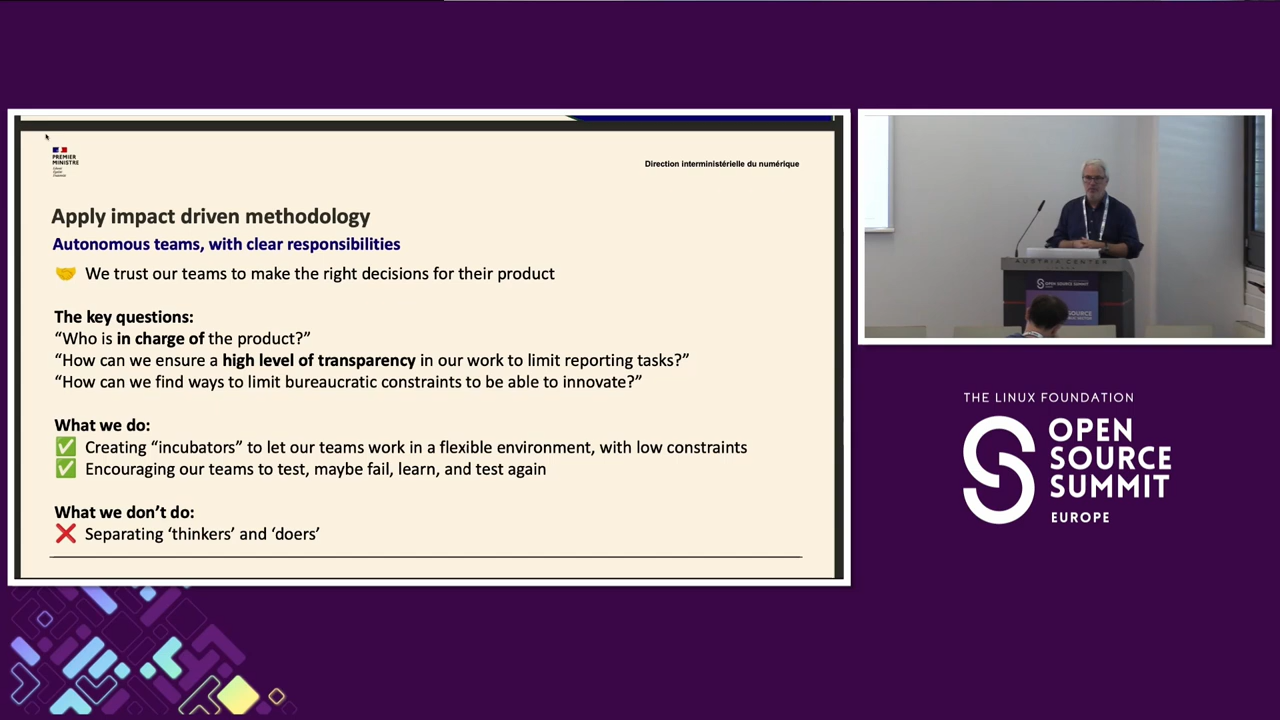 PREMIER
MINISTRE
Direction interministérielle du numérique
Apply impact driven methodology
Autonomous teams, with clear responsibilities
We trust our teams to make the right decisions for their product
The key questions:
“Who is in charge of the product?”
“How can we ensure a high level of transparency in our work to limit reporting tasks?”
“How can we find ways to limit bureaucratic constraints to be able to innovate?”
What we do:
Creating “incubators” to let our teams work in a flexible environment, with low constraints
Encouraging our teams to test, maybe fail, learn, and test again
What we don’t do:
Separating ‘thinkers’ and ‘doers’
AUSTRIA CENTER
OPEN SOURCE SUMMIT
THE LINUX FOUNDATION
OPEN
SOURCE
SUMMIT
EUROPE